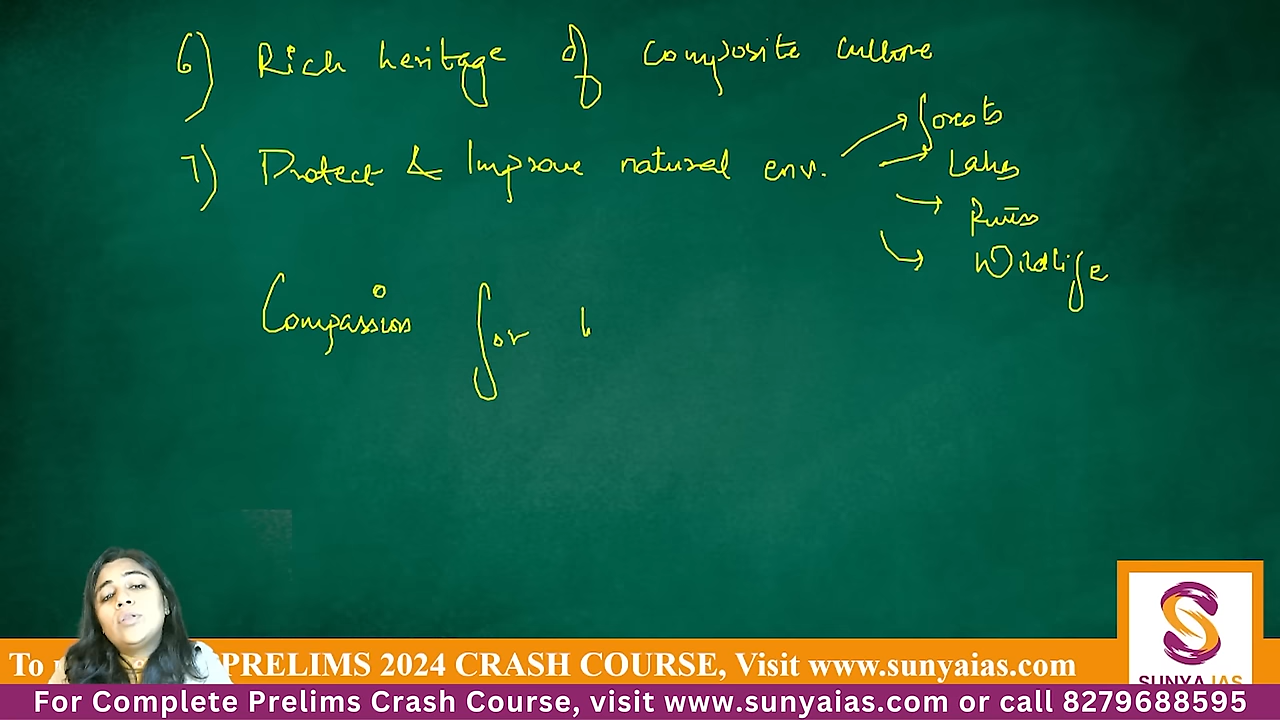 6) Rich heritage of composite culture
7) Protect & Improve natural env.
forests
Lakes
Rivers
Wildlife
Compassion for
To PRELIMS 2024 CRASH COURSE, Visit www.sunyaias.com
SUNYA IAS
For Complete Prelims Crash Course, visit www.sunyaias.com or call 8279688595